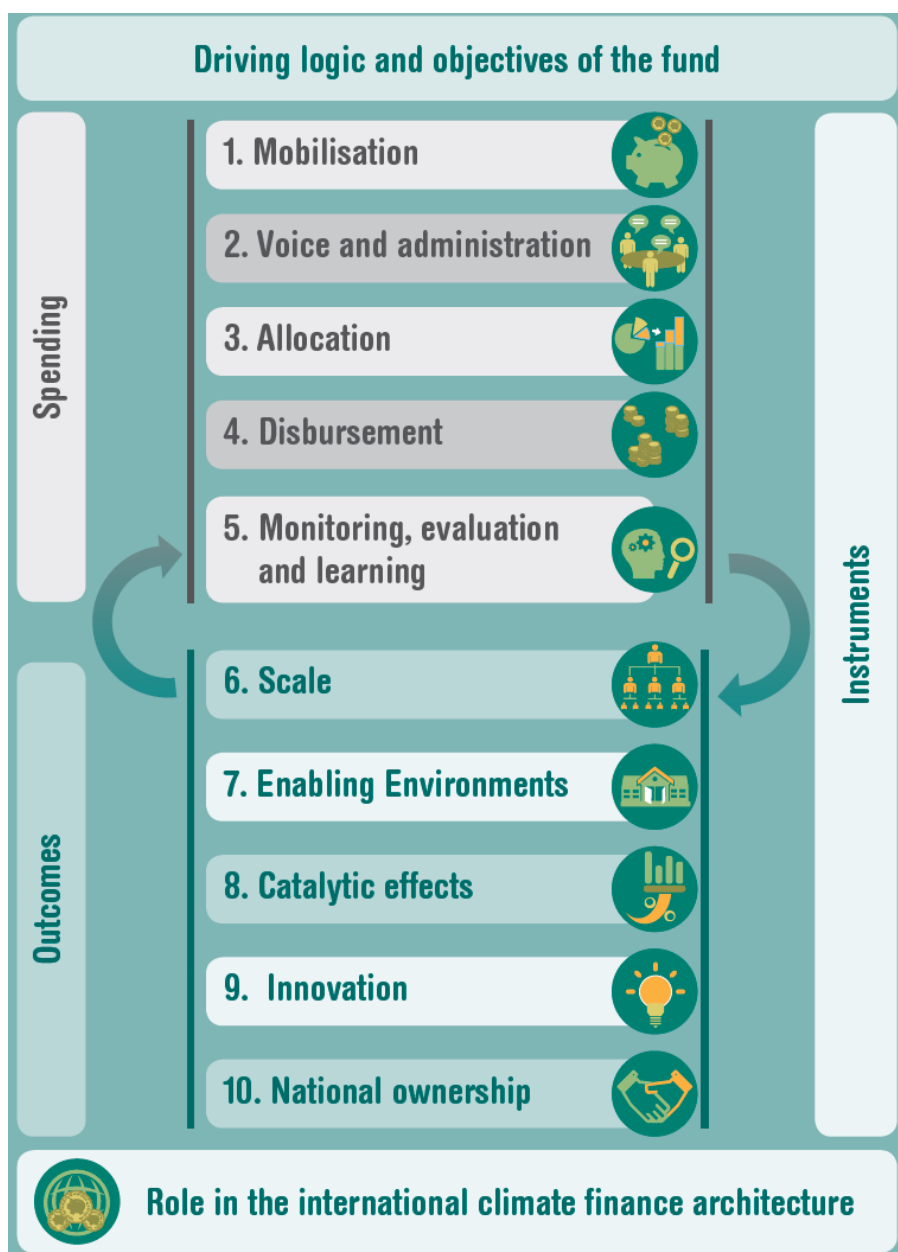 Driving logic and objectives of the fund
Spending
1. Mobilisation
2. Voice and administration
3. Allocation
4. Disbursement
5. Monitoring, evaluation
and learning
Outcomes
6. Scale
7. Enabling Environments
8. Catalytic effects
9. Innovation
10. National ownership
Instruments
Role in the international climate finance architecture